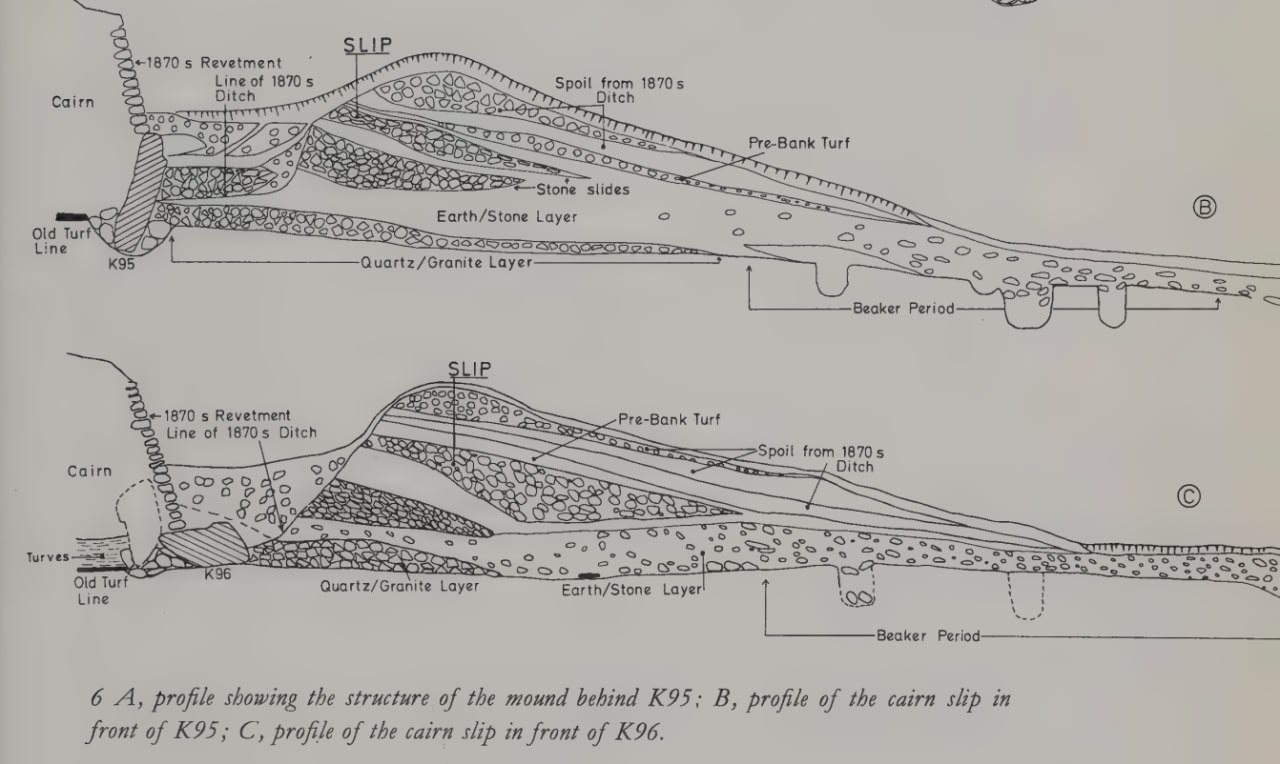 SLIP
←1870 s Revetment
Line of 1870 s
Ditch
Cairn
Spoil from 1870 s
Ditch
Pre-Bank Turf
Stone slides
Earth/Stone Layer
B
Old Turf
Line
K95
Quartz/Granite Layer
Beaker Period
SLIP
←1870 s Revetment
Line of 1870 s Ditch
Pre-Bank Turf
Spoil from 1870 s
Ditch
Cairn
C
Turves
Old Turf
Line
K96
Quartz/Granite Layer
Earth/Stone Layer
Beaker Period
6 A, profile showing the structure of the mound behind K95; B, profile of the cairn slip in
front of K95; C, profile of the cairn slip in front of K96.